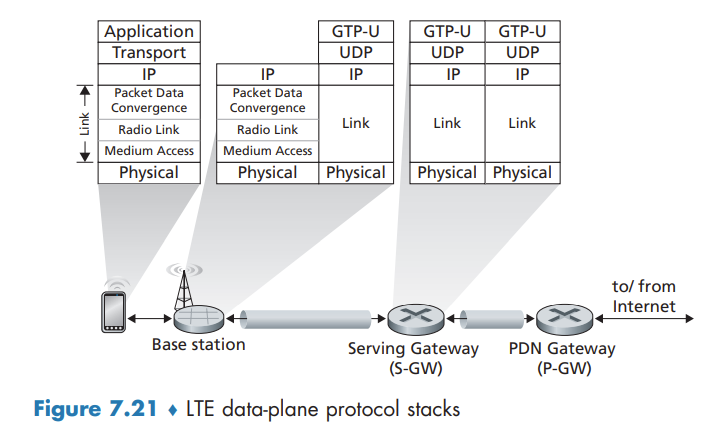 Application
Transport
IP
Packet Data
Convergence
Radio Link
Medium Access
Physical
Link
IP
Packet Data
Convergence
Radio Link
Medium Access
Physical
GTP-U
UDP
IP
Link
Physical
GTP-U
UDP
IP
Link
Physical
GTP-U
UDP
IP
Link
Physical
Base station
Serving Gateway
(S-GW)
PDN Gateway
(P-GW)
to/ from
Internet
Figure 7.21 ♦ LTE data-plane protocol stacks